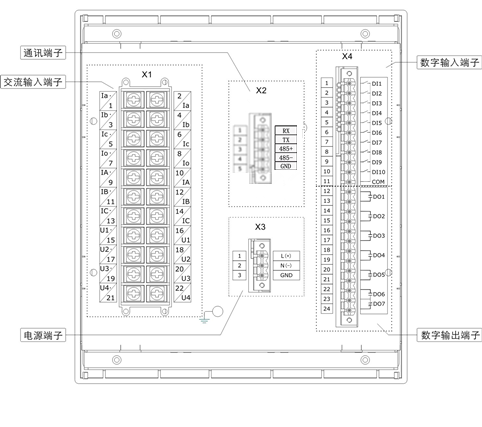 通讯端子
交流输入端子
数字输入端子
电源端子
数字输出端子
X1
Ia 1 2 Ia
Ib 3 4 Ib
Ic 5 6 Ic
Io 7 8 Io
IA 9 10 IA
IB 11 12 IB
IC 13 14 IC
U1 15 16 U1
U2 17 18 U2
U3 19 20 U3
U4 21 22 U4
X2
1 RX
2 TX
3 485+
4 485-
5 GND
X3
1 L(+)
2 N(-)
3 GND
X4
1 DI1
2 DI2
3 DI3
4 DI4
5 DI5
6 DI6
7 DI7
8 DI8
9 DI9
10 DI10
11 COM
12 DO1
13
14 DO2
15
16 DO3
17
18 DO4
19
20 DO5
21
22 DO6
23 DO7
24